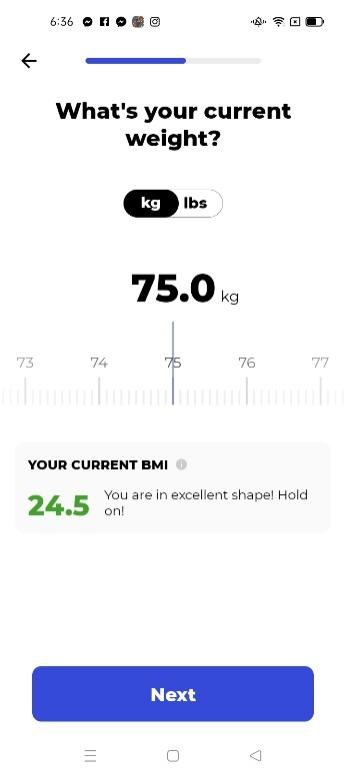 6:36
What's your current
weight?
kg lbs
75.0 kg
73 74 75 76 77
YOUR CURRENT BMI
24.5
You are in excellent shape! Hold
on!
Next